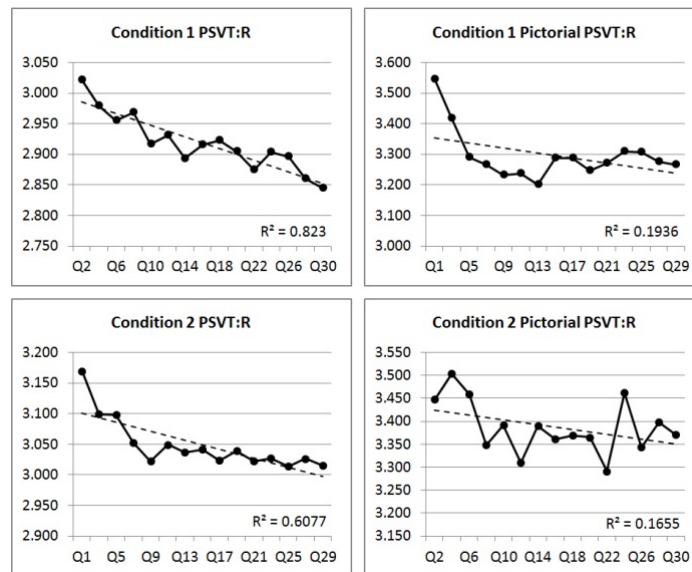 Condition 1 PSVT:R
3.050
3.000
2.950
2.900
2.850
2.800
2.750
R² = 0.823
Q2 Q6 Q10 Q14 Q18 Q22 Q26 Q30
Condition 1 Pictorial PSVT:R
3.600
3.500
3.400
3.300
3.200
3.100
3.000
R² = 0.1936
Q1 Q5 Q9 Q13 Q17 Q21 Q25 Q29
Condition 2 PSVT:R
3.200
3.150
3.100
3.050
3.000
2.950
2.900
R² = 0.6077
Q1 Q5 Q9 Q13 Q17 Q21 Q25 Q29
Condition 2 Pictorial PSVT:R
3.550
3.500
3.450
3.400
3.350
3.300
3.250
3.200
3.150
R² = 0.1655
Q2 Q6 Q10 Q14 Q18 Q22 Q26 Q30